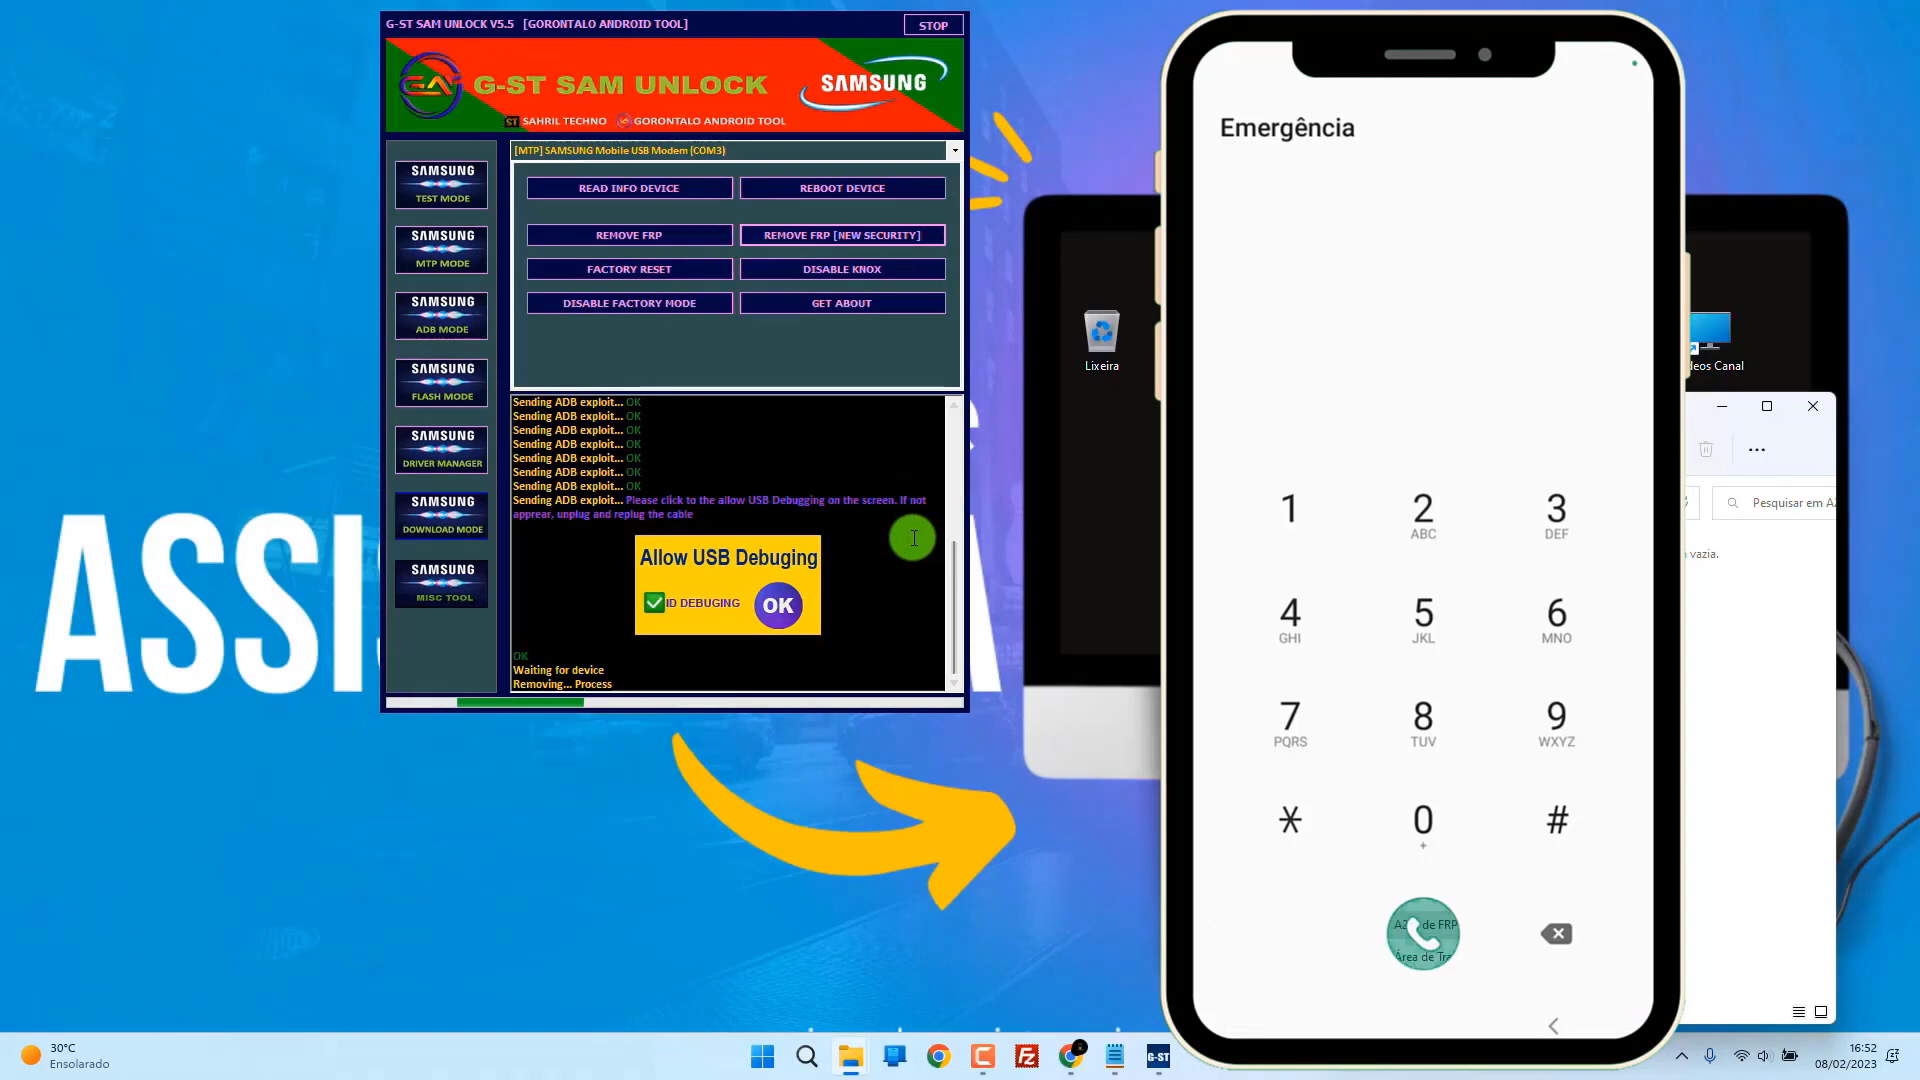 G-ST SAM UNLOCK V5.5 [GORONTALO ANDROID TOOL]
STOP
G-ST SAM UNLOCK
SAMSUNG
ST SAHRIL TECHNO GORONTALO ANDROID TOOL
[MTP] SAMSUNG Mobile USB Modem (COM3)
SAMSUNG
TEST MODE
SAMSUNG
MTP MODE
SAMSUNG
ADB MODE
SAMSUNG
FLASH MODE
SAMSUNG
DRIVER MANAGER
SAMSUNG
DOWNLOAD MODE
SAMSUNG
MISC TOOL
READ INFO DEVICE
REBOOT DEVICE
REMOVE FRP
REMOVE FRP [NEW SECURITY]
FACTORY RESET
DISABLE KNOX
DISABLE FACTORY MODE
GET ABOUT
Sending ADB exploit... OK
Sending ADB exploit... OK
Sending ADB exploit... OK
Sending ADB exploit... OK
Sending ADB exploit... OK
Sending ADB exploit... OK
Sending ADB exploit... OK
Sending ADB exploit... Please click to the allow USB Debugging on the screen. If not
apprear, unplug and replug the cable
Allow USB Debuging
ID DEBUGING
OK
OK
Waiting for device
Removing... Process
Emergência
1
2
ABC
3
DEF
4
GHI
5
JKL
6
MNO
7
PQRS
8
TUV
9
WXYZ
*
0
+
#
de FRP
Área de Tra
Lixeira
Canal
Pesquisar em
vazia.
30°C
Ensolarado
G-ST
16:52
08/02/2023